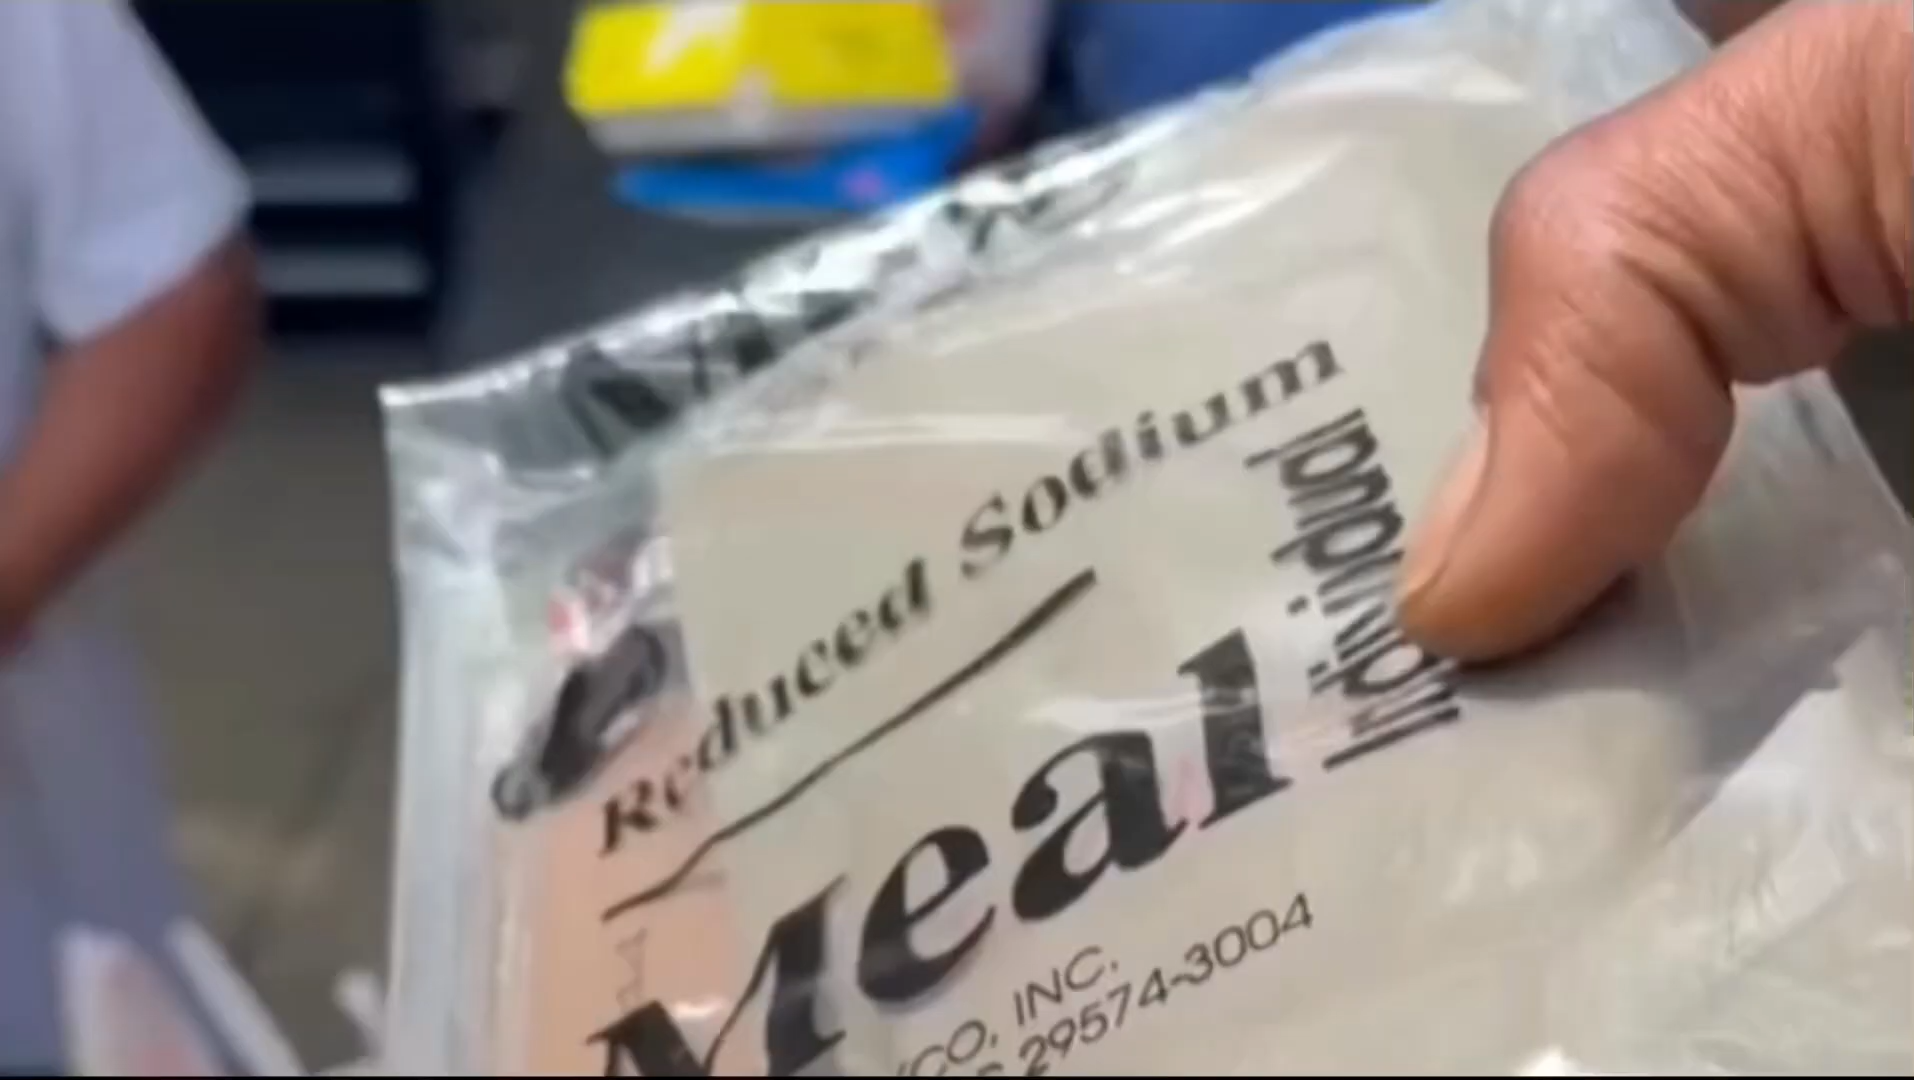 Reduced Sodium
Individual
Meal
CO. INC.
29574-3004